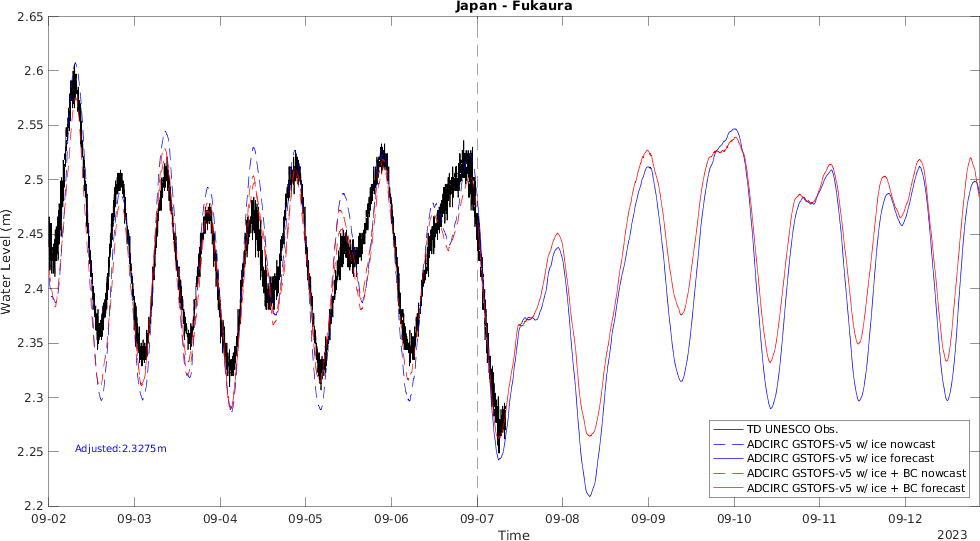 Japan - Fukaura
2.65
2.6
2.55
2.5
2.45
2.4
2.35
2.3
2.25
2.2
Water Level (m)
Adjusted:2.3275m
TD UNESCO Obs.
ADCIRC GSTOFS-v5 w/ ice nowcast
ADCIRC GSTOFS-v5 w/ ice forecast
ADCIRC GSTOFS-v5 w/ ice + BC nowcast
ADCIRC GSTOFS-v5 w/ ice + BC forecast
09-02 09-03 09-04 09-05 09-06 09-07 09-08 09-09 09-10 09-11 09-12
Time
2023